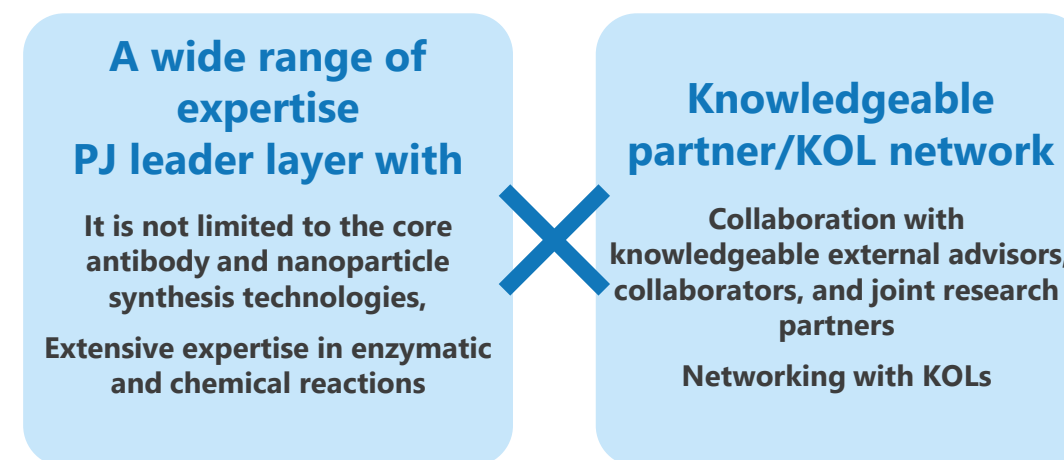 A wide range of
expertise
PJ leader layer with
It is not limited to the core
antibody and nanoparticle
synthesis technologies,
Extensive expertise in enzymatic
and chemical reactions
Knowledgeable
partner/KOL network
Collaboration with
knowledgeable external advisors,
collaborators, and joint research
partners
Networking with KOLs